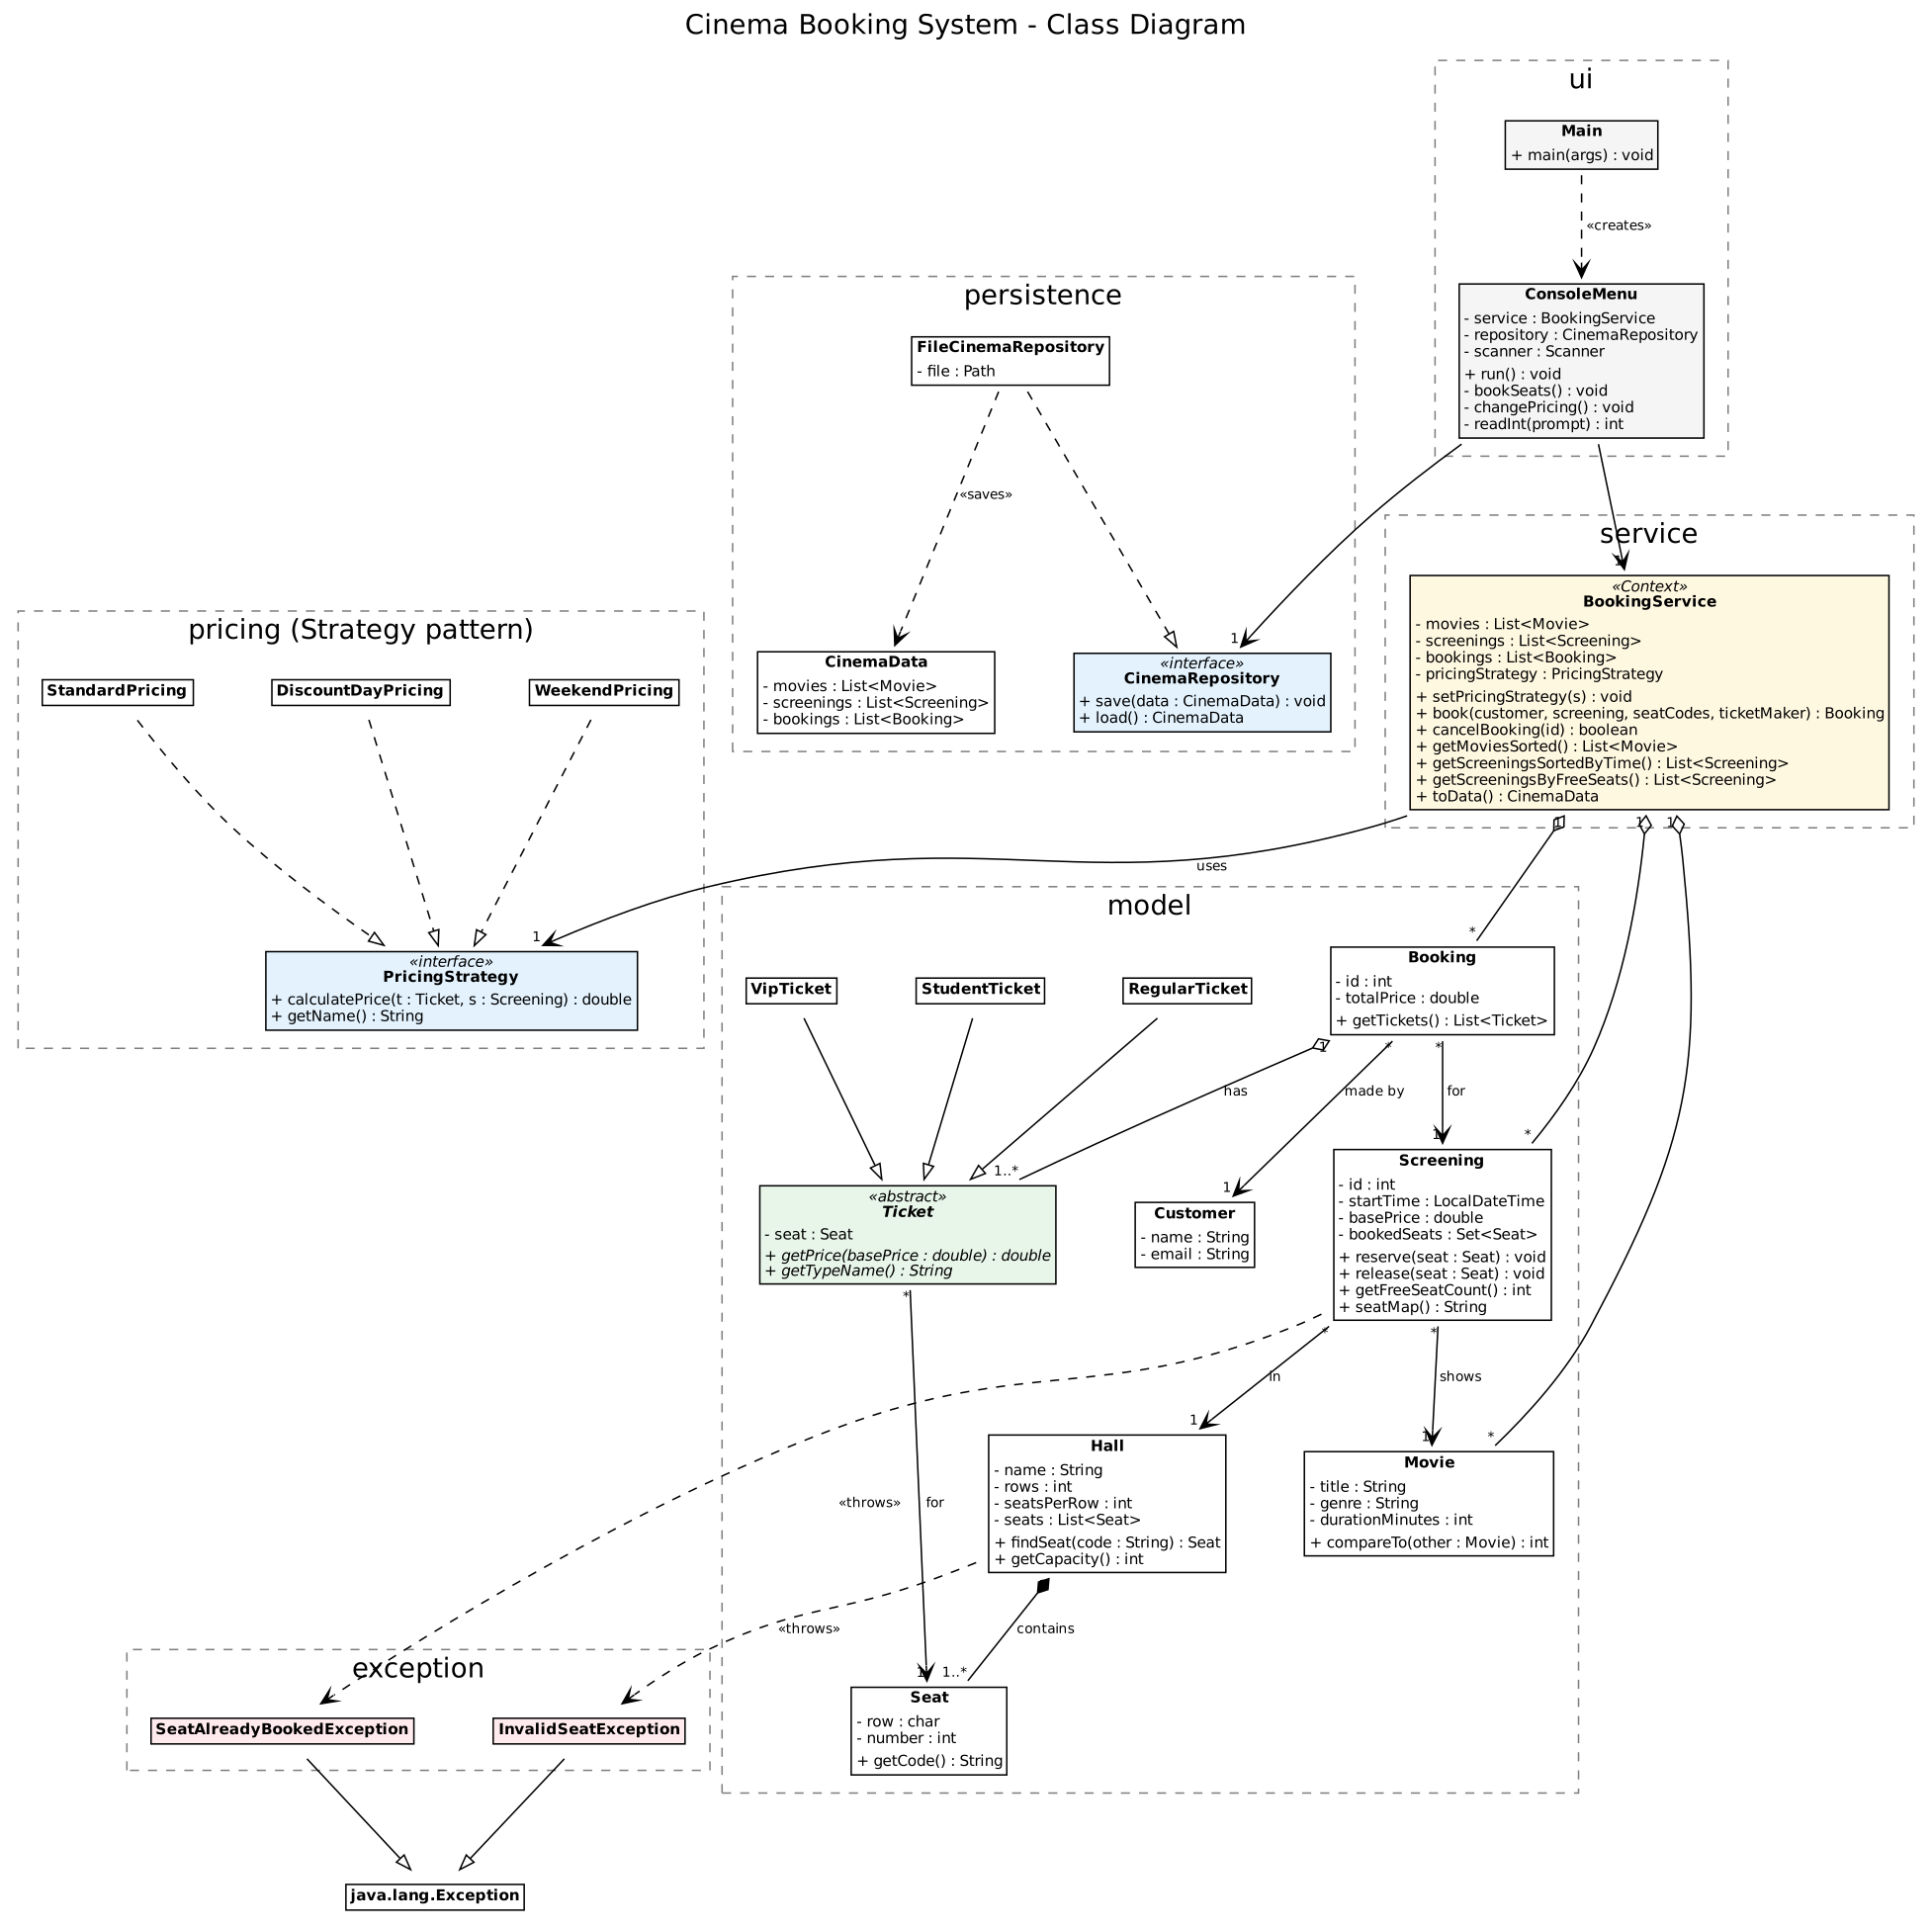 Cinema Booking System - Class Diagram
ui
Main
+ main(args) : void
«creates»
ConsoleMenu
- service : BookingService
- repository : CinemaRepository
- scanner : Scanner
+ run() : void
- bookSeats() : void
- changePricing() : void
- readInt(prompt) : int
persistence
FileCinemaRepository
- file : Path
«saves»
1
CinemaData
- movies : List<Movie>
- screenings : List<Screening>
- bookings : List<Booking>
«interface»
CinemaRepository
+ save(data : CinemaData) : void
+ load() : CinemaData
service
1
«Context»
BookingService
- movies : List<Movie>
- screenings : List<Screening>
- bookings : List<Booking>
- pricingStrategy : PricingStrategy
+ setPricingStrategy(s) : void
+ book(customer, screening, seatCodes, ticketMaker) : Booking
+ cancelBooking(id) : boolean
+ getMoviesSorted() : List<Movie>
+ getScreeningsSortedByTime() : List<Screening>
+ getScreeningsByFreeSeats() : List<Screening>
+ toData() : CinemaData
1
1
1
pricing (Strategy pattern)
StandardPricing
DiscountDayPricing
WeekendPricing
uses
1
«interface»
PricingStrategy
+ calculatePrice(t : Ticket, s : Screening) : double
+ getName() : String
model
*
VipTicket
StudentTicket
RegularTicket
Booking
- id : int
- totalPrice : double
+ getTickets() : List<Ticket>
1
*
*
has
made by
for
1..*
1
1
*
«abstract»
Ticket
- seat : Seat
+ getPrice(basePrice : double) : double
+ getTypeName() : String
*
Customer
- name : String
- email : String
Screening
- id : int
- startTime : LocalDateTime
- basePrice : double
- bookedSeats : Set<Seat>
+ reserve(seat : Seat) : void
+ release(seat : Seat) : void
+ getFreeSeatCount() : int
+ seatMap() : String
*
*
in
shows
1
1
*
«throws»
for
Hall
- name : String
- rows : int
- seatsPerRow : int
- seats : List<Seat>
+ findSeat(code : String) : Seat
+ getCapacity() : int
Movie
- title : String
- genre : String
- durationMinutes : int
+ compareTo(other : Movie) : int
«throws»
contains
1
1..*
Seat
- row : char
- number : int
+ getCode() : String
exception
SeatAlreadyBookedException
InvalidSeatException
java.lang.Exception